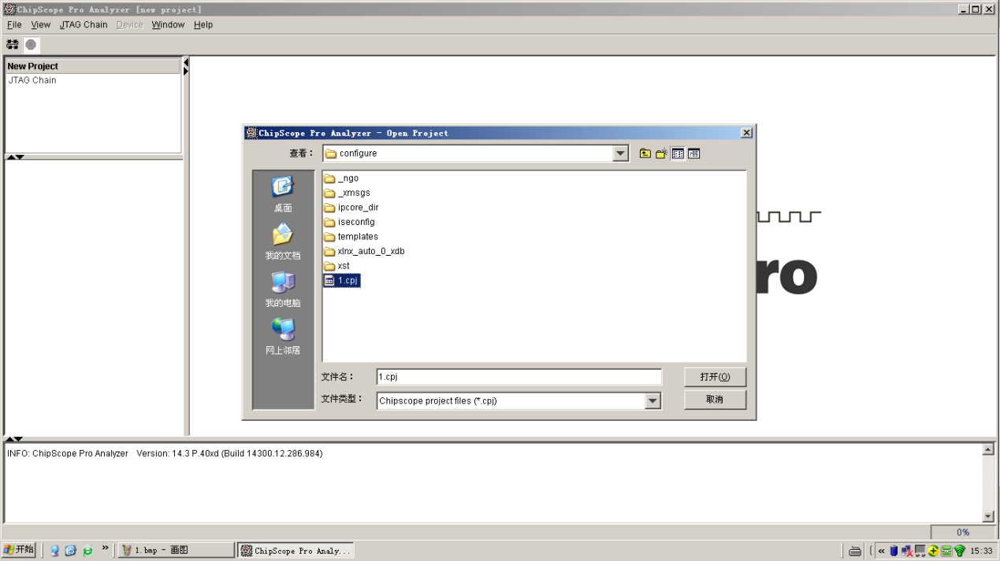 ChipScope Pro Analyzer [new project]
File View JTAG Chain Device Window Help
New Project
JTAG Chain
ChipScope Pro Analyzer - Open Project
查看：
configure
_ngo
_xmsgs
ipcore_dir
iseconfig
templates
xlnx_auto_0_xdb
xst
1.cpj
桌面
我的文档
我的电脑
网上邻居
文件名：
1.cpj
打开(O)
文件类型：
Chipscope project files (*.cpj)
取消
ro
INFO: ChipScope Pro Analyzer Version: 14.3 P.40xd (Build 14300.12.286.984)
0%
开始
»
1.bmp - 画图
ChipScope Pro Analy...
«
15:33